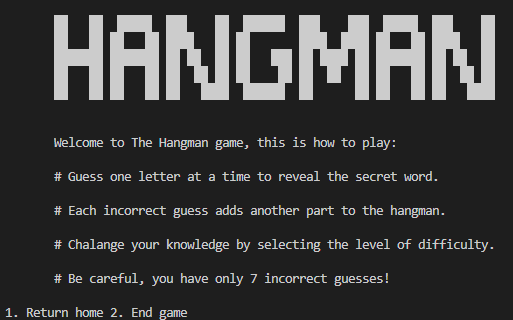 HANGMAN
Welcome to The Hangman game, this is how to play:
# Guess one letter at a time to reveal the secret word.
# Each incorrect guess adds another part to the hangman.
# Chalange your knowledge by selecting the level of difficulty.
# Be careful, you have only 7 incorrect guesses!
1. Return home 2. End game